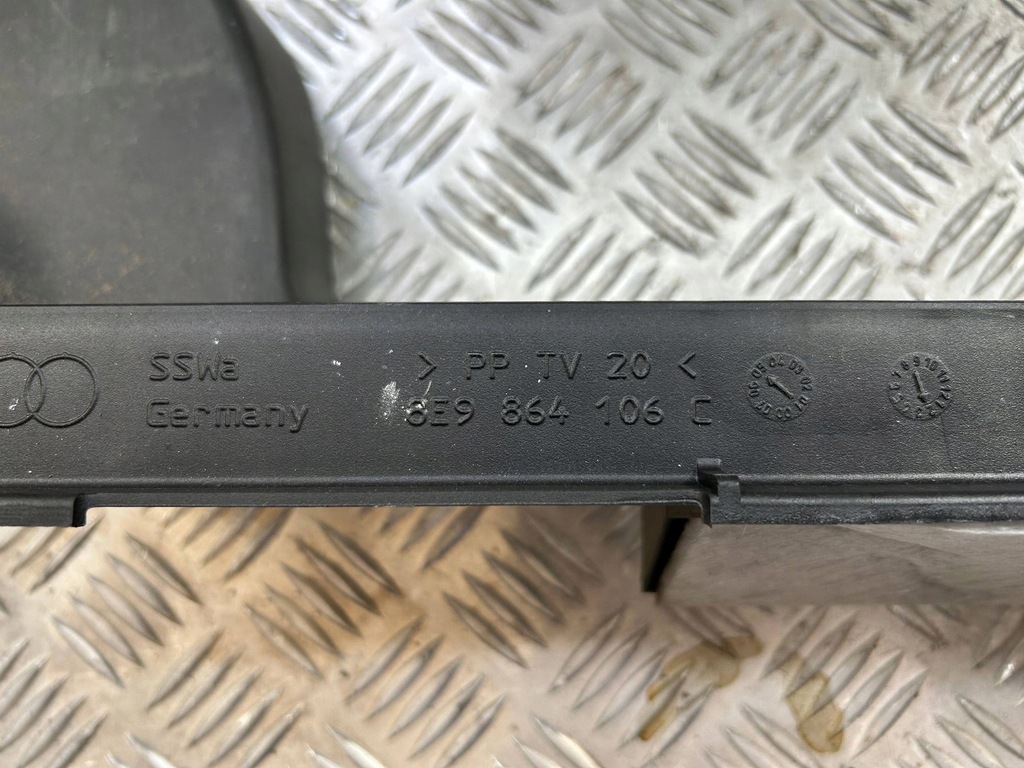 SSWa
Germany
> PP TV 20 <
8E9 864 106 C